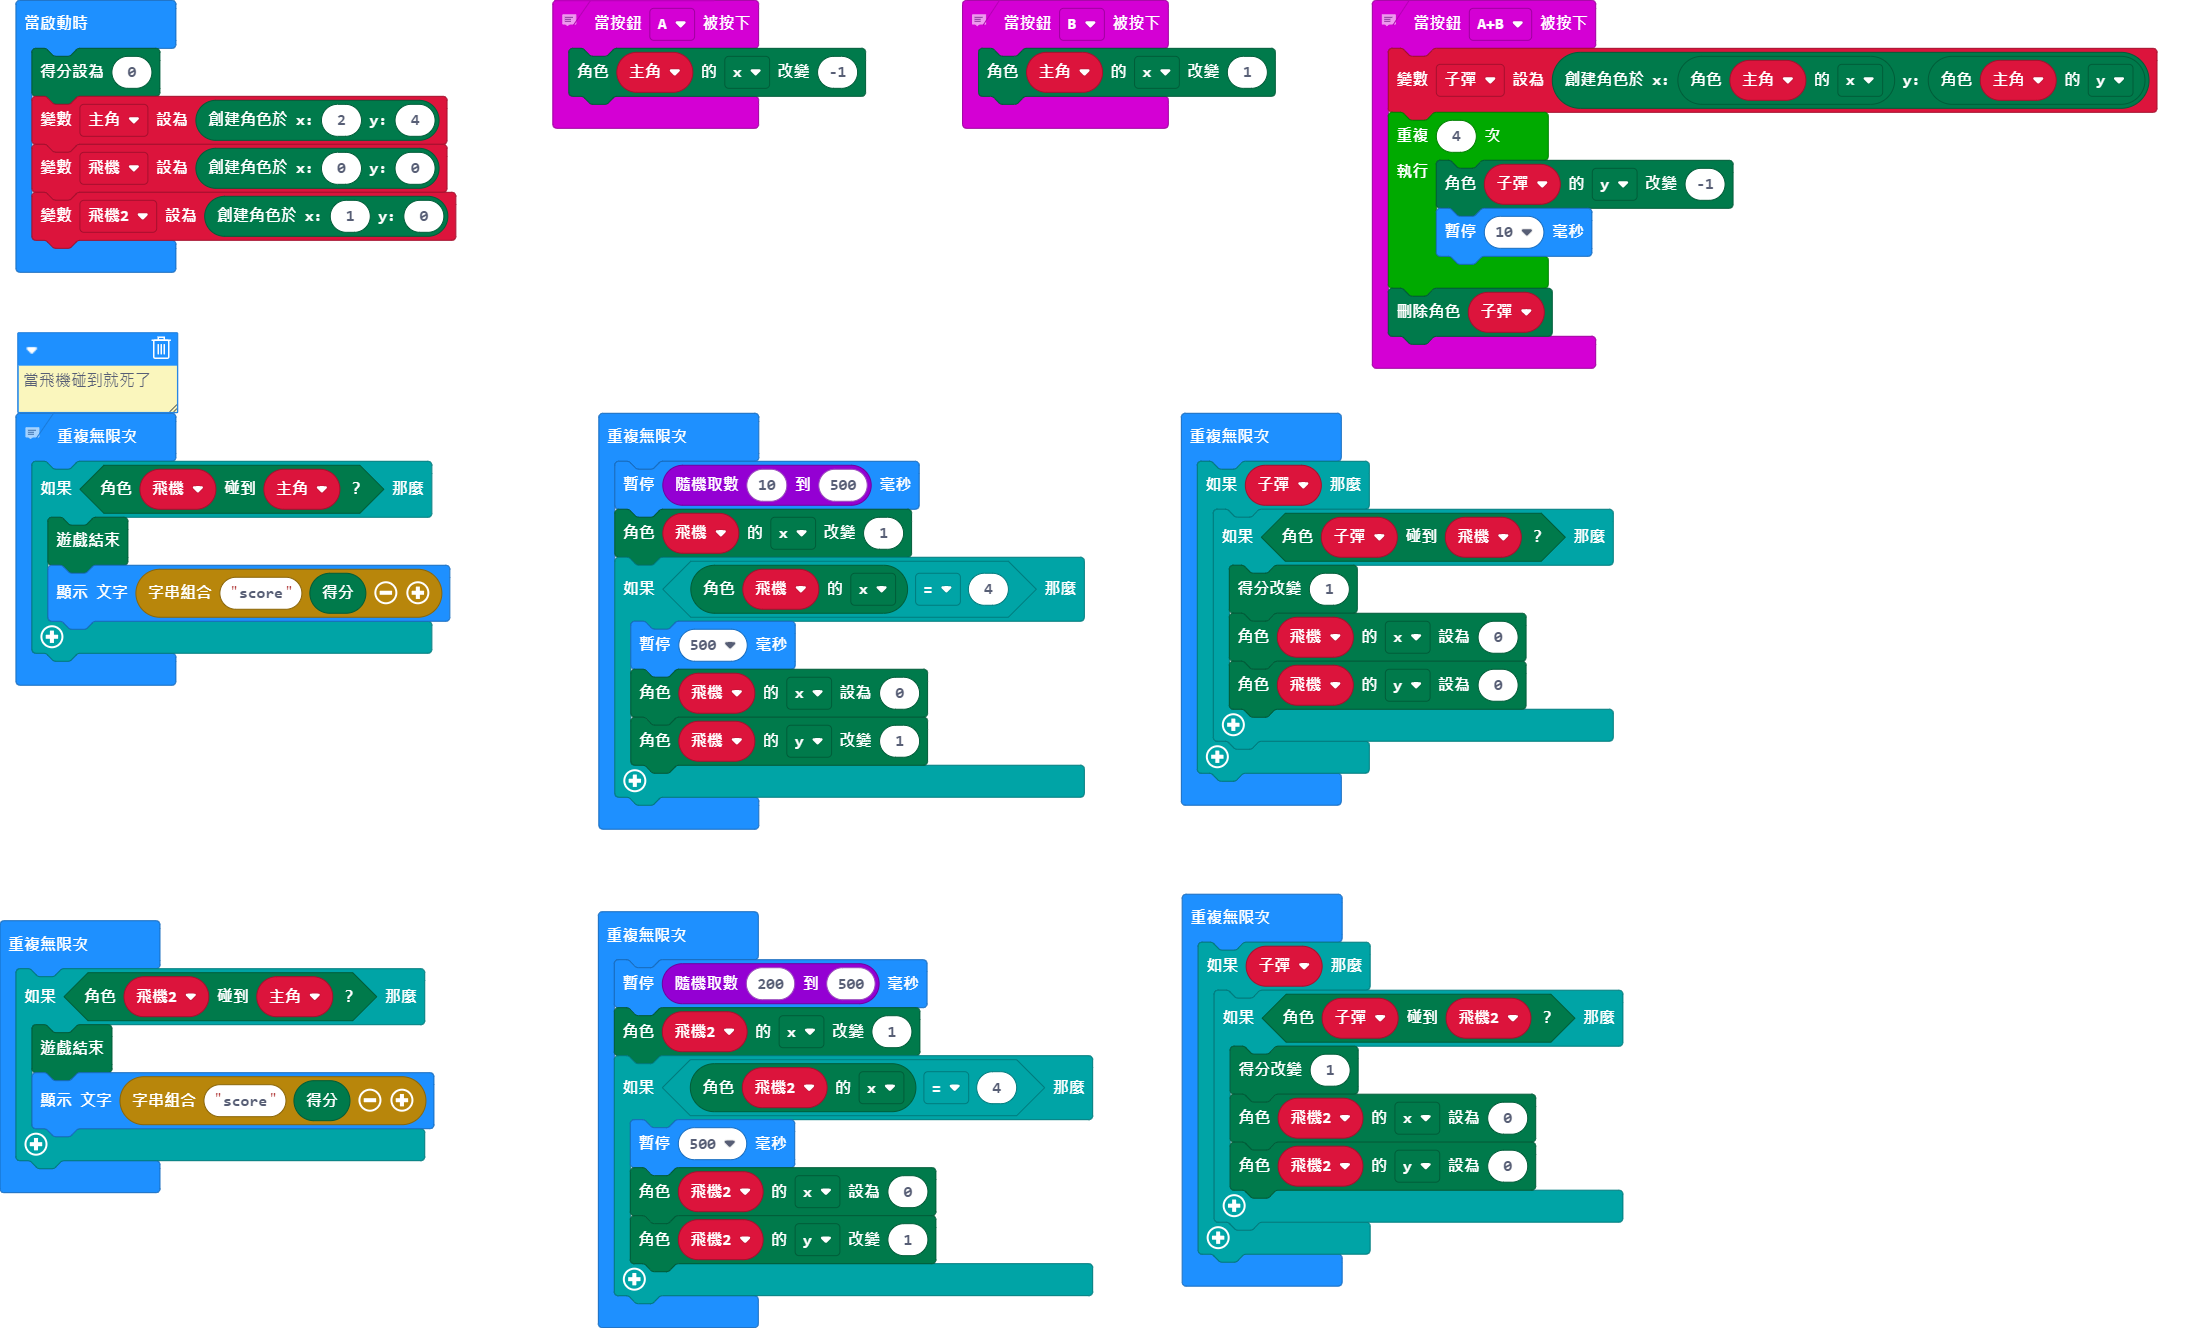 當啟動時
得分設為 0
變數 主角 設為 創建角色於 x: 2 y: 4
變數 飛機 設為 創建角色於 x: 0 y: 0
變數 飛機2 設為 創建角色於 x: 1 y: 0
當按鈕 A 被按下
角色 主角 的 x 改變 -1
當按鈕 B 被按下
角色 主角 的 x 改變 1
當按鈕 A+B 被按下
變數 子彈 設為 創建角色於 x: 角色 主角 的 x y: 角色 主角 的 y
重複 4 次
執行
角色 子彈 的 y 改變 -1
暫停 10 毫秒
刪除角色 子彈
當飛機碰到就死了
重複無限次
如果 角色 飛機 碰到 主角 ? 那麼
遊戲結束
顯示 文字 字串組合 "score" 得分
重複無限次
暫停 隨機取數 10 到 500 毫秒
角色 飛機 的 x 改變 1
如果 角色 飛機 的 x = 4 那麼
暫停 500 毫秒
角色 飛機 的 x 設為 0
角色 飛機 的 y 改變 1
重複無限次
如果 子彈 那麼
如果 角色 子彈 碰到 飛機 ? 那麼
得分改變 1
角色 飛機 的 x 設為 0
角色 飛機 的 y 設為 0
重複無限次
如果 角色 飛機2 碰到 主角 ? 那麼
遊戲結束
顯示 文字 字串組合 "score" 得分
重複無限次
暫停 隨機取數 200 到 500 毫秒
角色 飛機2 的 x 改變 1
如果 角色 飛機2 的 x = 4 那麼
暫停 500 毫秒
角色 飛機2 的 x 設為 0
角色 飛機2 的 y 改變 1
重複無限次
如果 子彈 那麼
如果 角色 子彈 碰到 飛機2 ? 那麼
得分改變 1
角色 飛機2 的 x 設為 0
角色 飛機2 的 y 設為 0